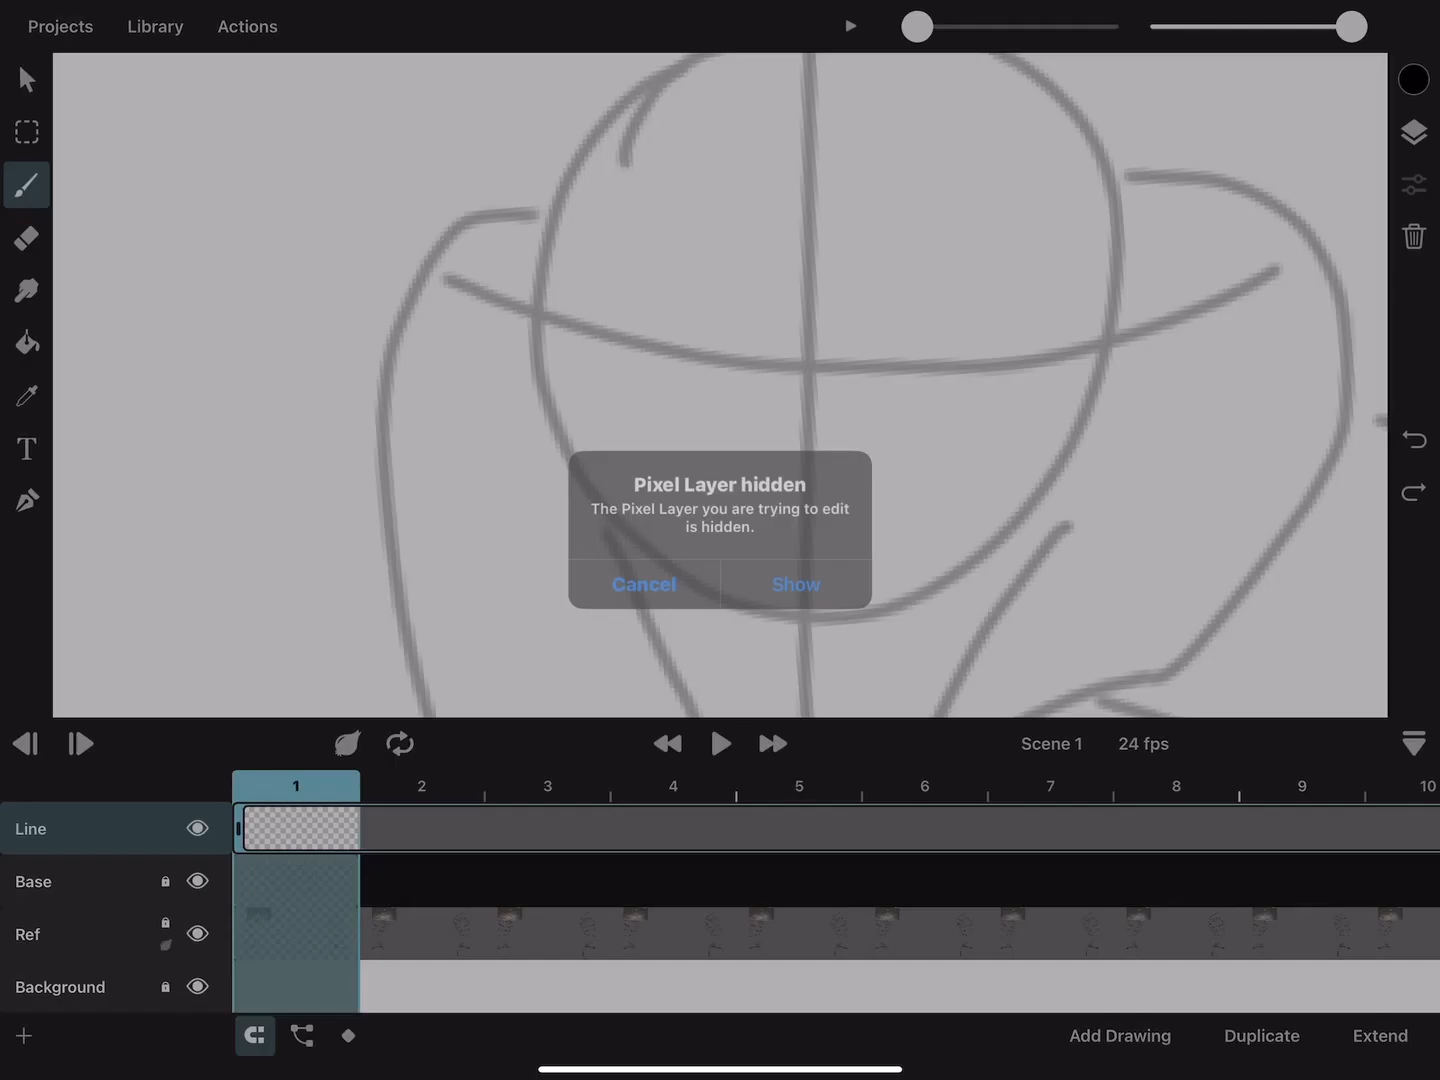 Projects
Library
Actions
Pixel Layer hidden
The Pixel Layer you are trying to edit
is hidden.
Cancel
Show
T
Scene 1
24 fps
1
2
3
4
5
6
7
8
9
10
Line
Base
Ref
Background
Add Drawing
Duplicate
Extend